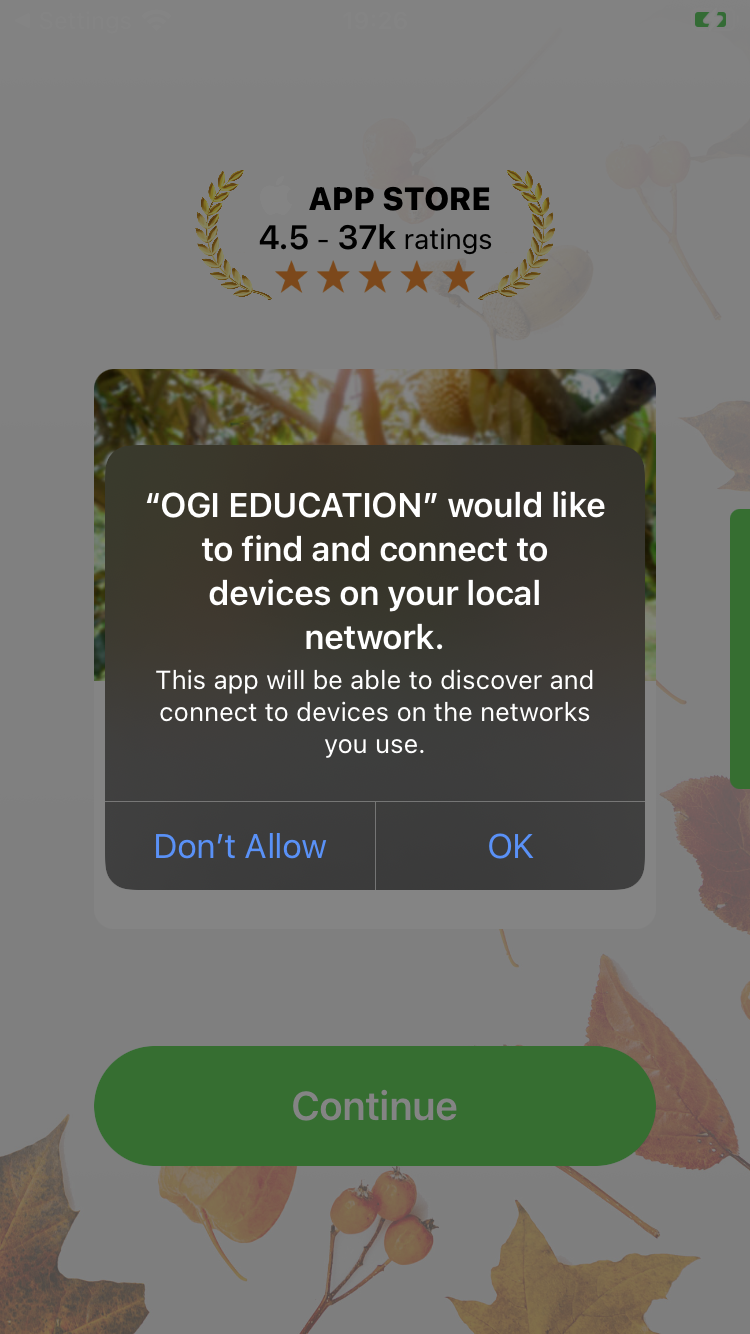 APP STORE
4.5 - 37k ratings
“OGI EDUCATION” would like
to find and connect to
devices on your local
network.
This app will be able to discover and
connect to devices on the networks
you use.
Don’t Allow
OK
Continue